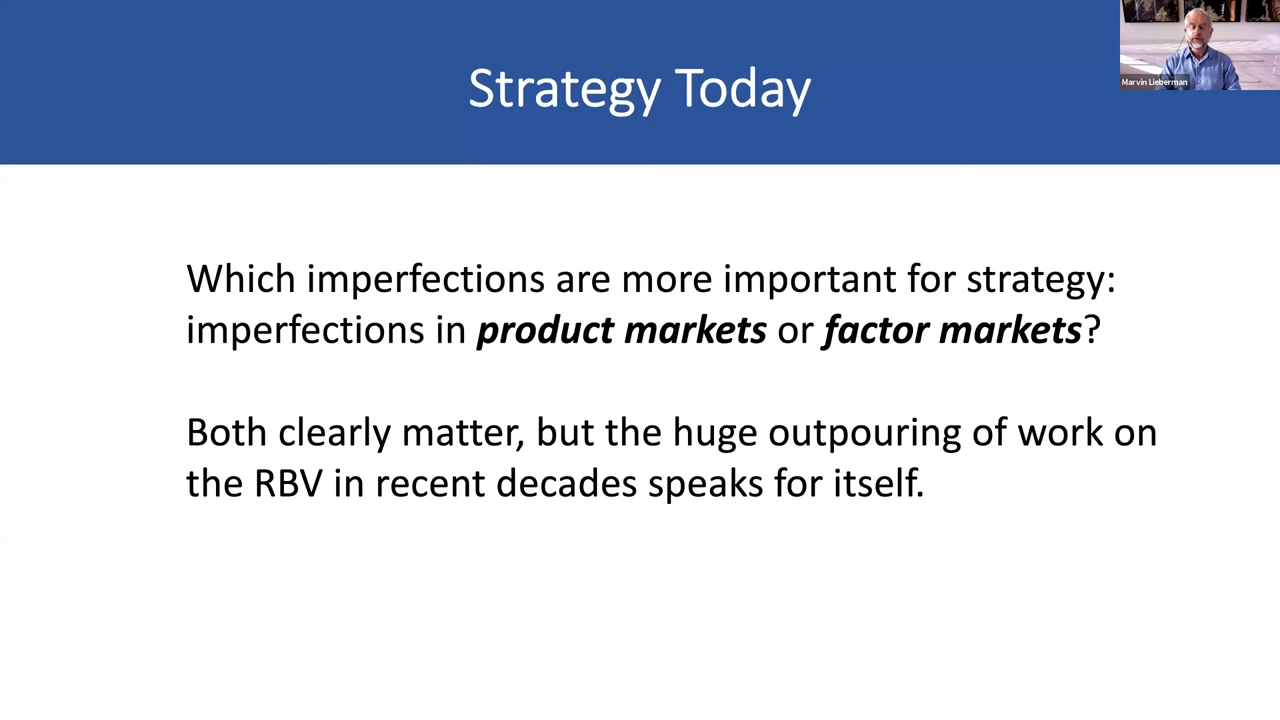 Strategy Today
Marvin Lieberman
Which imperfections are more important for strategy:
imperfections in product markets or factor markets?
Both clearly matter, but the huge outpouring of work on
the RBV in recent decades speaks for itself.